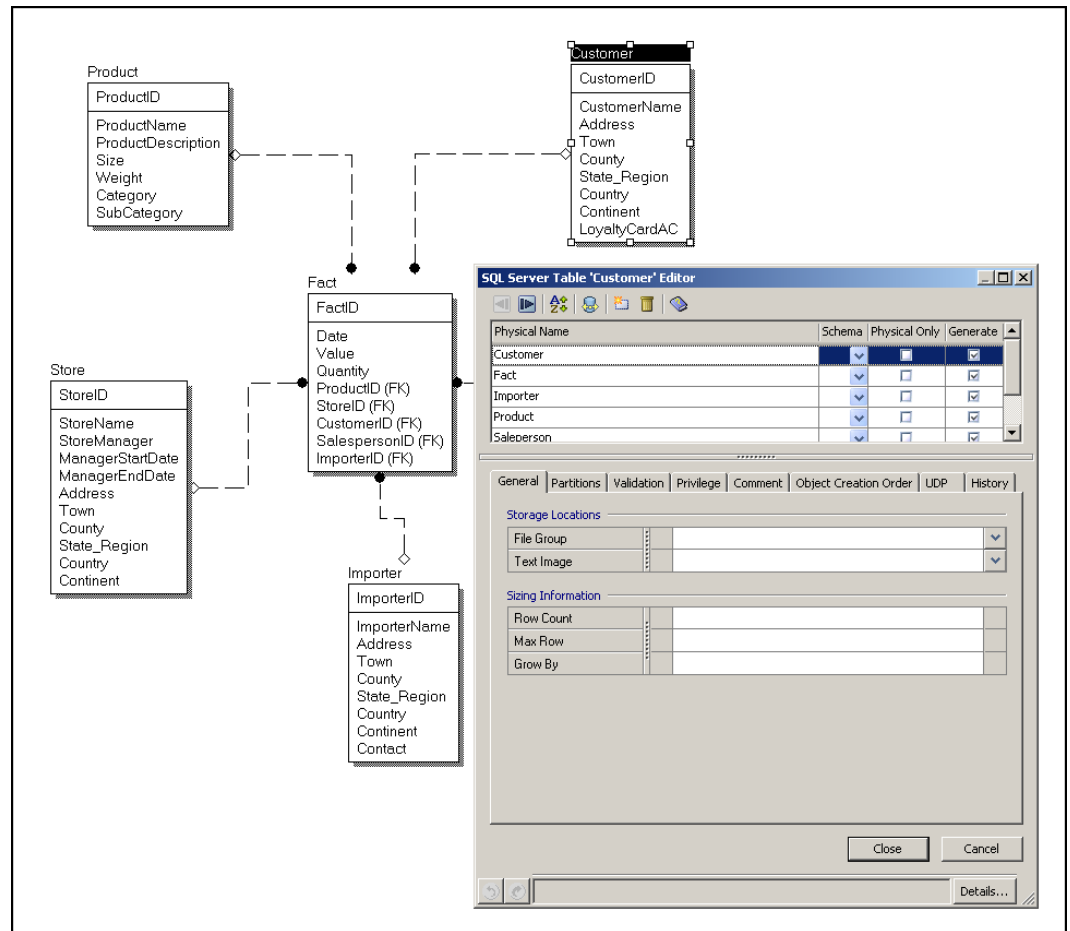 Product
ProductID
ProductName
ProductDescription
Size
Weight
Category
SubCategory
Customer
CustomerID
CustomerName
Address
Town
County
State_Region
Country
Continent
LoyaltyCardAC
Fact
FactID
Date
Value
Quantity
ProductID (FK)
StoreID (FK)
CustomerID (FK)
SalespersonID (FK)
ImporterID (FK)
Store
StoreID
StoreName
StoreManager
ManagerStartDate
ManagerEndDate
Address
Town
County
State_Region
Country
Continent
Importer
ImporterID
ImporterName
Address
Town
County
State_Region
Country
Continent
Contact
SQL Server Table 'Customer' Editor
Physical Name Schema Physical Only Generate
Customer
Fact
Importer
Product
Saleperson
General Partitions Validation Privilege Comment Object Creation Order UDP History
Storage Locations
File Group
Text Image
Sizing Information
Row Count
Max Row
Grow By
Close Cancel
Details...